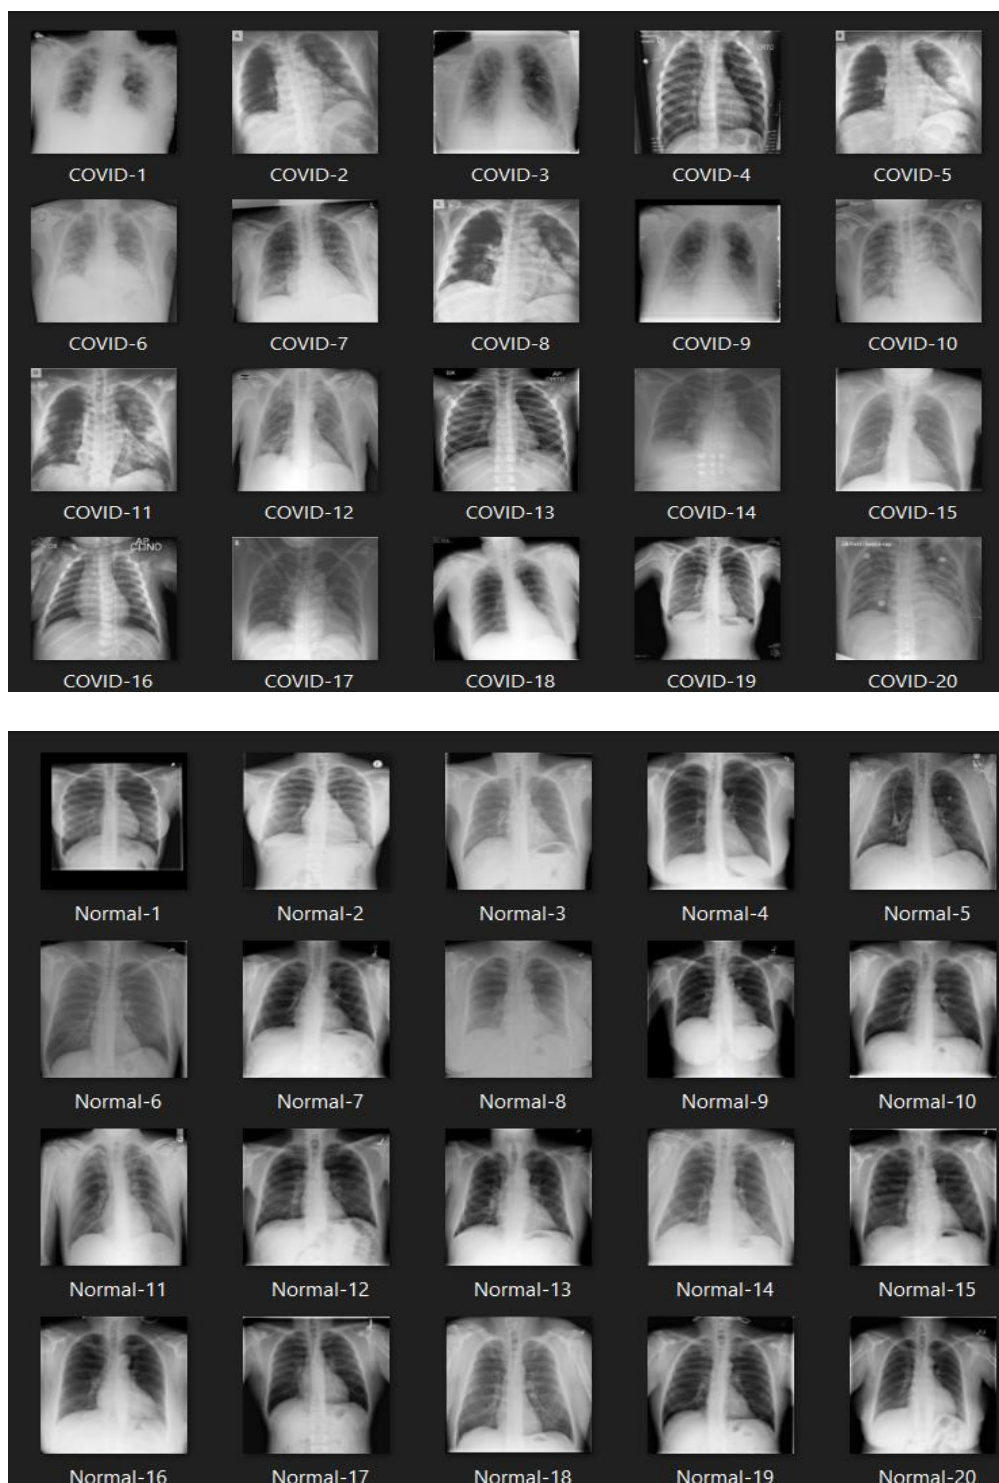 COVID-1 COVID-2 COVID-3 COVID-4 COVID-5
COVID-6 COVID-7 COVID-8 COVID-9 COVID-10
COVID-11 COVID-12 COVID-13 COVID-14 COVID-15
COVID-16 COVID-17 COVID-18 COVID-19 COVID-20
Normal-1 Normal-2 Normal-3 Normal-4 Normal-5
Normal-6 Normal-7 Normal-8 Normal-9 Normal-10
Normal-11 Normal-12 Normal-13 Normal-14 Normal-15
Normal-16 Normal-17 Normal-18 Normal-19 Normal-20